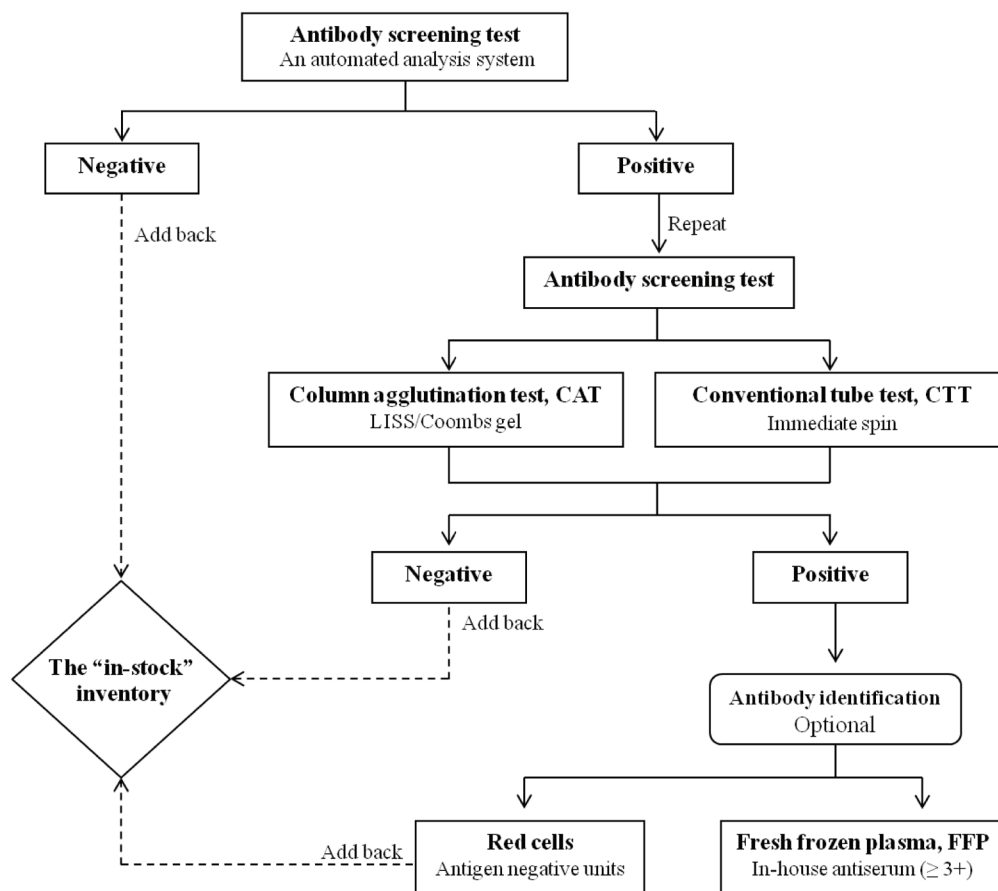 Antibody screening test
An automated analysis system
Negative
Positive
Add back
Repeat
Antibody screening test
Column agglutination test, CAT
LISS/Coombs gel
Conventional tube test, CTT
Immediate spin
Negative
Positive
Add back
The “in-stock”
inventory
Antibody identification
Optional
Add back
Red cells
Antigen negative units
Fresh frozen plasma, FFP
In-house antiserum (≥ 3+)